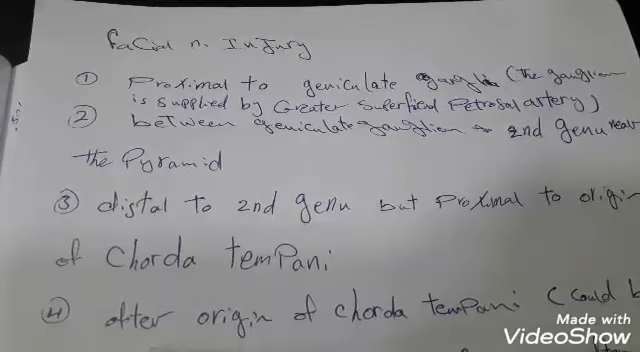 Facial n. Injury
① Proximal to geniculate gangl (The ganglion
is supplied by Greater Superficial Petrosal artery)
② between geniculate ganglion & 2nd genu near
the Pyramid
③ distal to 2nd genu but Proximal to origin
of Chorda temPani
④ after origin of chorda temPani (could b
Made with
VideoShow